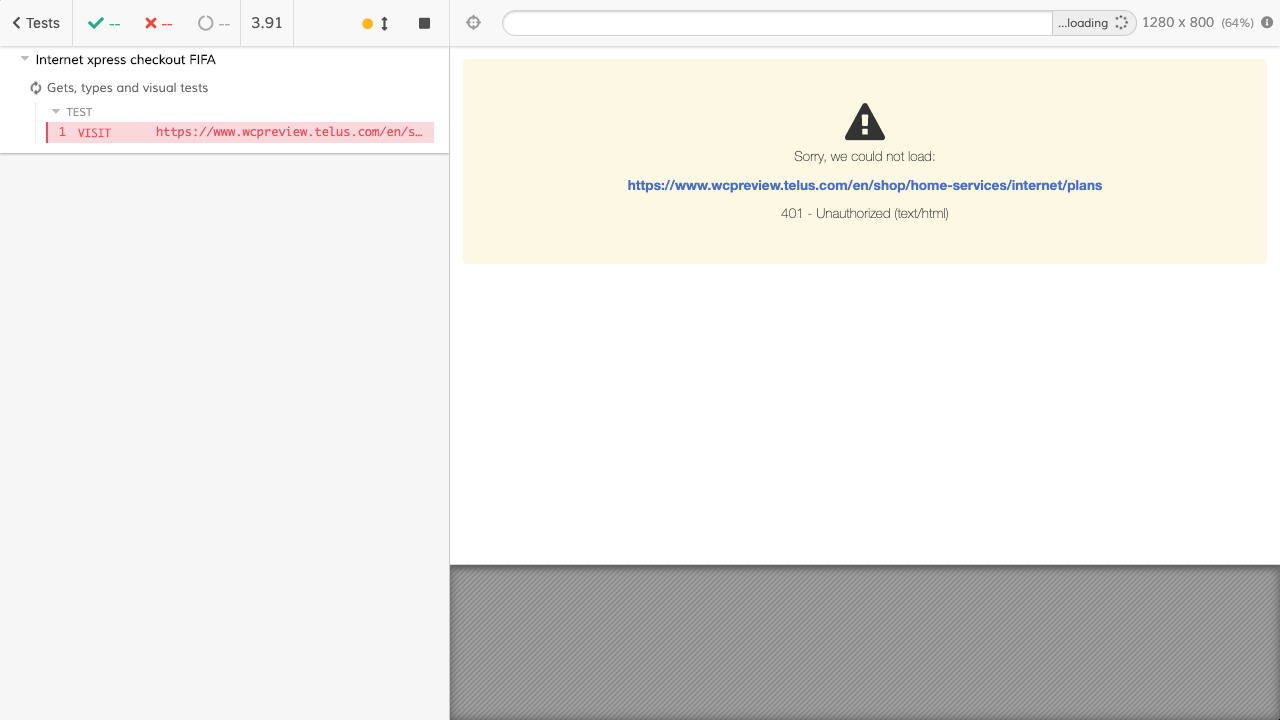 Tests -- -- -- 3.91
...loading 1280 x 800 (64%)
Internet xpress checkout FIFA
Gets, types and visual tests
TEST
1 VISIT https://www.wcpreview.telus.com/en/s…
Sorry, we could not load:
https://www.wcpreview.telus.com/en/shop/home-services/internet/plans
401 - Unauthorized (text/html)